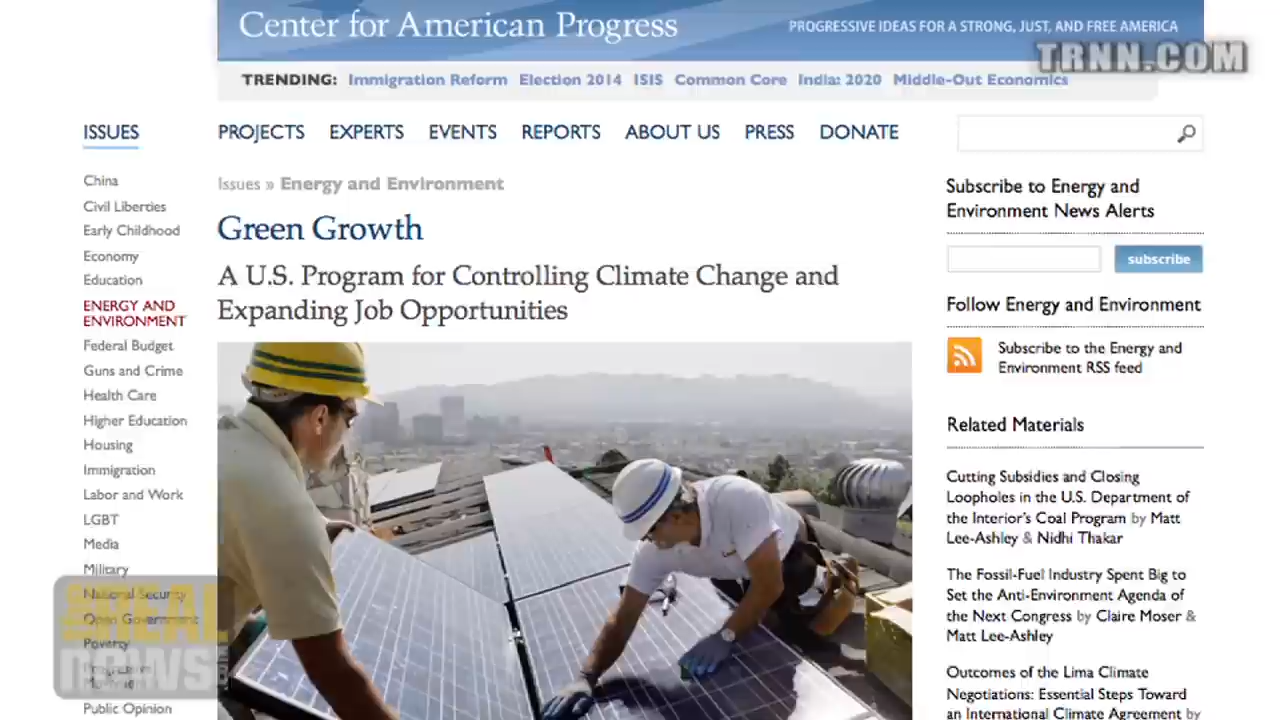 Center for American Progress
PROGRESSIVE IDEAS FOR A STRONG, JUST, AND FREE AMERICA
TRNN.COM
TRENDING: Immigration Reform Election 2014 ISIS Common Core India: 2020 Middle-Out Economics
ISSUES
PROJECTS EXPERTS EVENTS REPORTS ABOUT US PRESS DONATE
China
Civil Liberties
Early Childhood
Economy
Education
ENERGY AND
ENVIRONMENT
Federal Budget
Guns and Crime
Health Care
Higher Education
Housing
Immigration
Labor and Work
LGBT
Media
Military
National Security
Open Government
Poverty
Public Opinion
Issues » Energy and Environment
Green Growth
A U.S. Program for Controlling Climate Change and
Expanding Job Opportunities
Subscribe to Energy and
Environment News Alerts
subscribe
Follow Energy and Environment
Subscribe to the Energy and
Environment RSS feed
Related Materials
Cutting Subsidies and Closing
Loopholes in the U.S. Department of
the Interior's Coal Program by Matt
Lee-Ashley & Nidhi Thakar
The Fossil-Fuel Industry Spent Big to
Set the Anti-Environment Agenda of
the Next Congress by Claire Moser &
Matt Lee-Ashley
Outcomes of the Lima Climate
Negotiations: Essential Steps Toward
an International Climate Agreement by
REAL
news